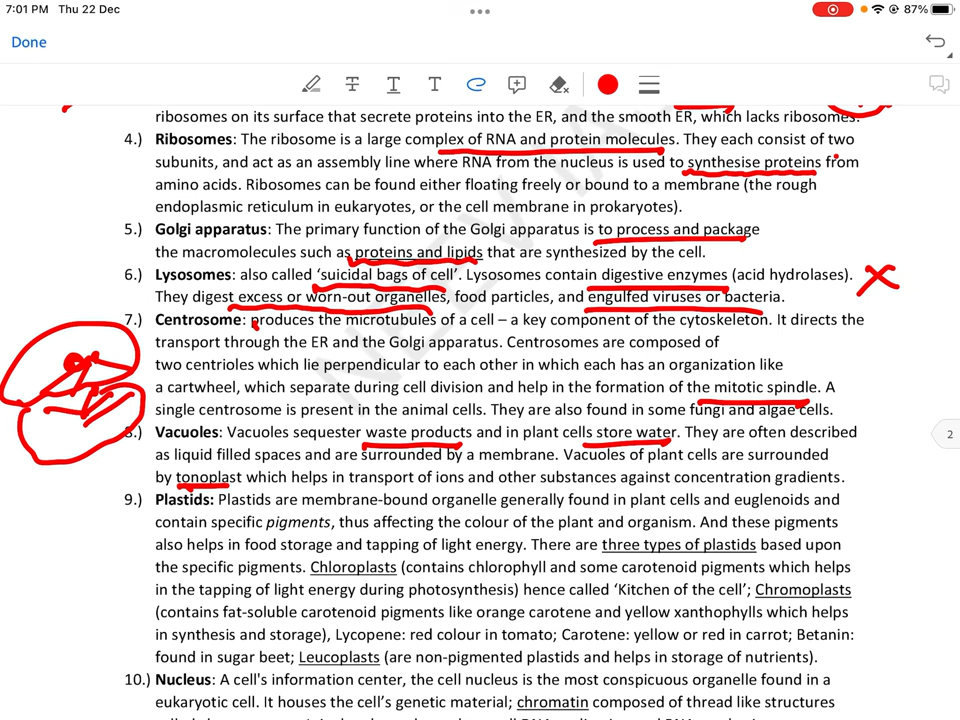 7:01 PM Thu 22 Dec
87%
Done
ribosomes on its surface that secrete proteins into the ER, and the smooth ER, which lacks ribosomes.
4.) Ribosomes: The ribosome is a large complex of RNA and protein molecules. They each consist of two
subunits, and act as an assembly line where RNA from the nucleus is used to synthesise proteins from
amino acids. Ribosomes can be found either floating freely or bound to a membrane (the rough
endoplasmic reticulum in eukaryotes, or the cell membrane in prokaryotes).
5.) Golgi apparatus: The primary function of the Golgi apparatus is to process and package
the macromolecules such as proteins and lipids that are synthesized by the cell.
6.) Lysosomes: also called ‘suicidal bags of cell’. Lysosomes contain digestive enzymes (acid hydrolases).
They digest excess or worn-out organelles, food particles, and engulfed viruses or bacteria.
7.) Centrosome: produces the microtubules of a cell – a key component of the cytoskeleton. It directs the
transport through the ER and the Golgi apparatus. Centrosomes are composed of
two centrioles which lie perpendicular to each other in which each has an organization like
a cartwheel, which separate during cell division and help in the formation of the mitotic spindle. A
single centrosome is present in the animal cells. They are also found in some fungi and algae cells.
8.) Vacuoles: Vacuoles sequester waste products and in plant cells store water. They are often described
as liquid filled spaces and are surrounded by a membrane. Vacuoles of plant cells are surrounded
by tonoplast which helps in transport of ions and other substances against concentration gradients.
2
9.) Plastids: Plastids are membrane-bound organelle generally found in plant cells and euglenoids and
contain specific pigments, thus affecting the colour of the plant and organism. And these pigments
also helps in food storage and tapping of light energy. There are three types of plastids based upon
the specific pigments. Chloroplasts (contains chlorophyll and some carotenoid pigments which helps
in the tapping of light energy during photosynthesis) hence called ‘Kitchen of the cell’; Chromoplasts
(contains fat-soluble carotenoid pigments like orange carotene and yellow xanthophylls which helps
in synthesis and storage), Lycopene: red colour in tomato; Carotene: yellow or red in carrot; Betanin:
found in sugar beet; Leucoplasts (are non-pigmented plastids and helps in storage of nutrients).
10.) Nucleus: A cell's information center, the cell nucleus is the most conspicuous organelle found in a
eukaryotic cell. It houses the cell’s genetic material; chromatin composed of thread like structures